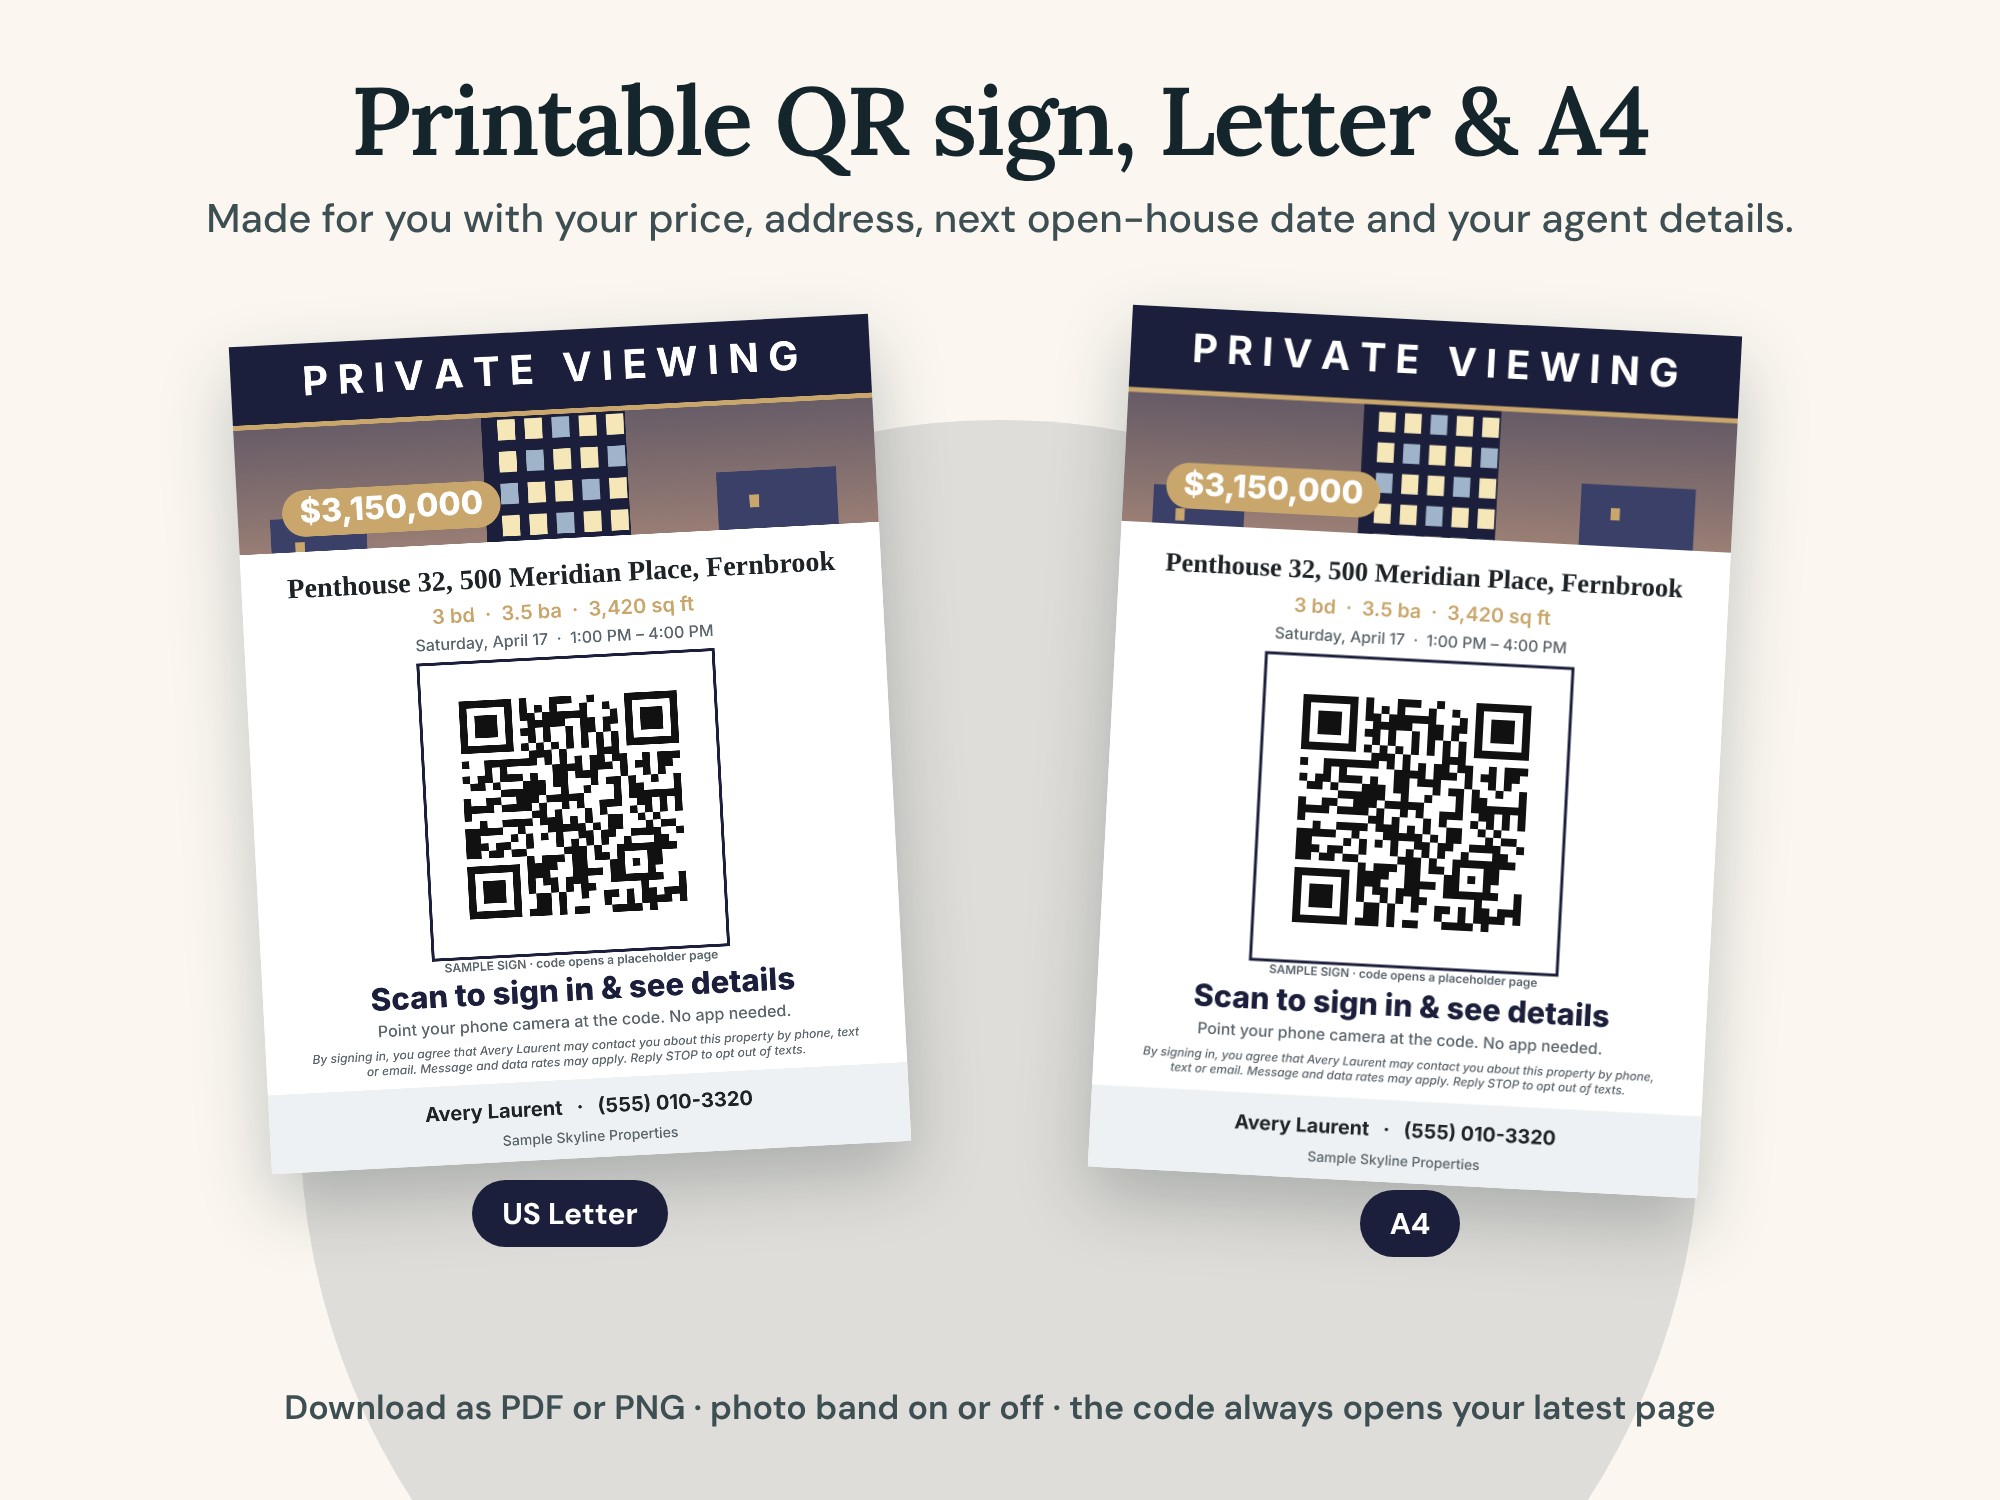 Printable QR sign, Letter & A4
Made for you with your price, address, next open-house date and your agent details.
PRIVATE VIEWING
$3,150,000
Penthouse 32, 500 Meridian Place, Fernbrook
3 bd · 3.5 ba · 3,420 sq ft
Saturday, April 17 · 1:00 PM – 4:00 PM
SAMPLE SIGN · code opens a placeholder page
Scan to sign in & see details
Point your phone camera at the code. No app needed.
By signing in, you agree that Avery Laurent may contact you about this property by phone, text
or email. Message and data rates may apply. Reply STOP to opt out of texts.
Avery Laurent · (555) 010-3320
Sample Skyline Properties
US Letter
PRIVATE VIEWING
$3,150,000
Penthouse 32, 500 Meridian Place, Fernbrook
3 bd · 3.5 ba · 3,420 sq ft
Saturday, April 17 · 1:00 PM – 4:00 PM
SAMPLE SIGN · code opens a placeholder page
Scan to sign in & see details
Point your phone camera at the code. No app needed.
By signing in, you agree that Avery Laurent may contact you about this property by phone,
text or email. Message and data rates may apply. Reply STOP to opt out of texts.
Avery Laurent · (555) 010-3320
Sample Skyline Properties
A4
Download as PDF or PNG · photo band on or off · the code always opens your latest page